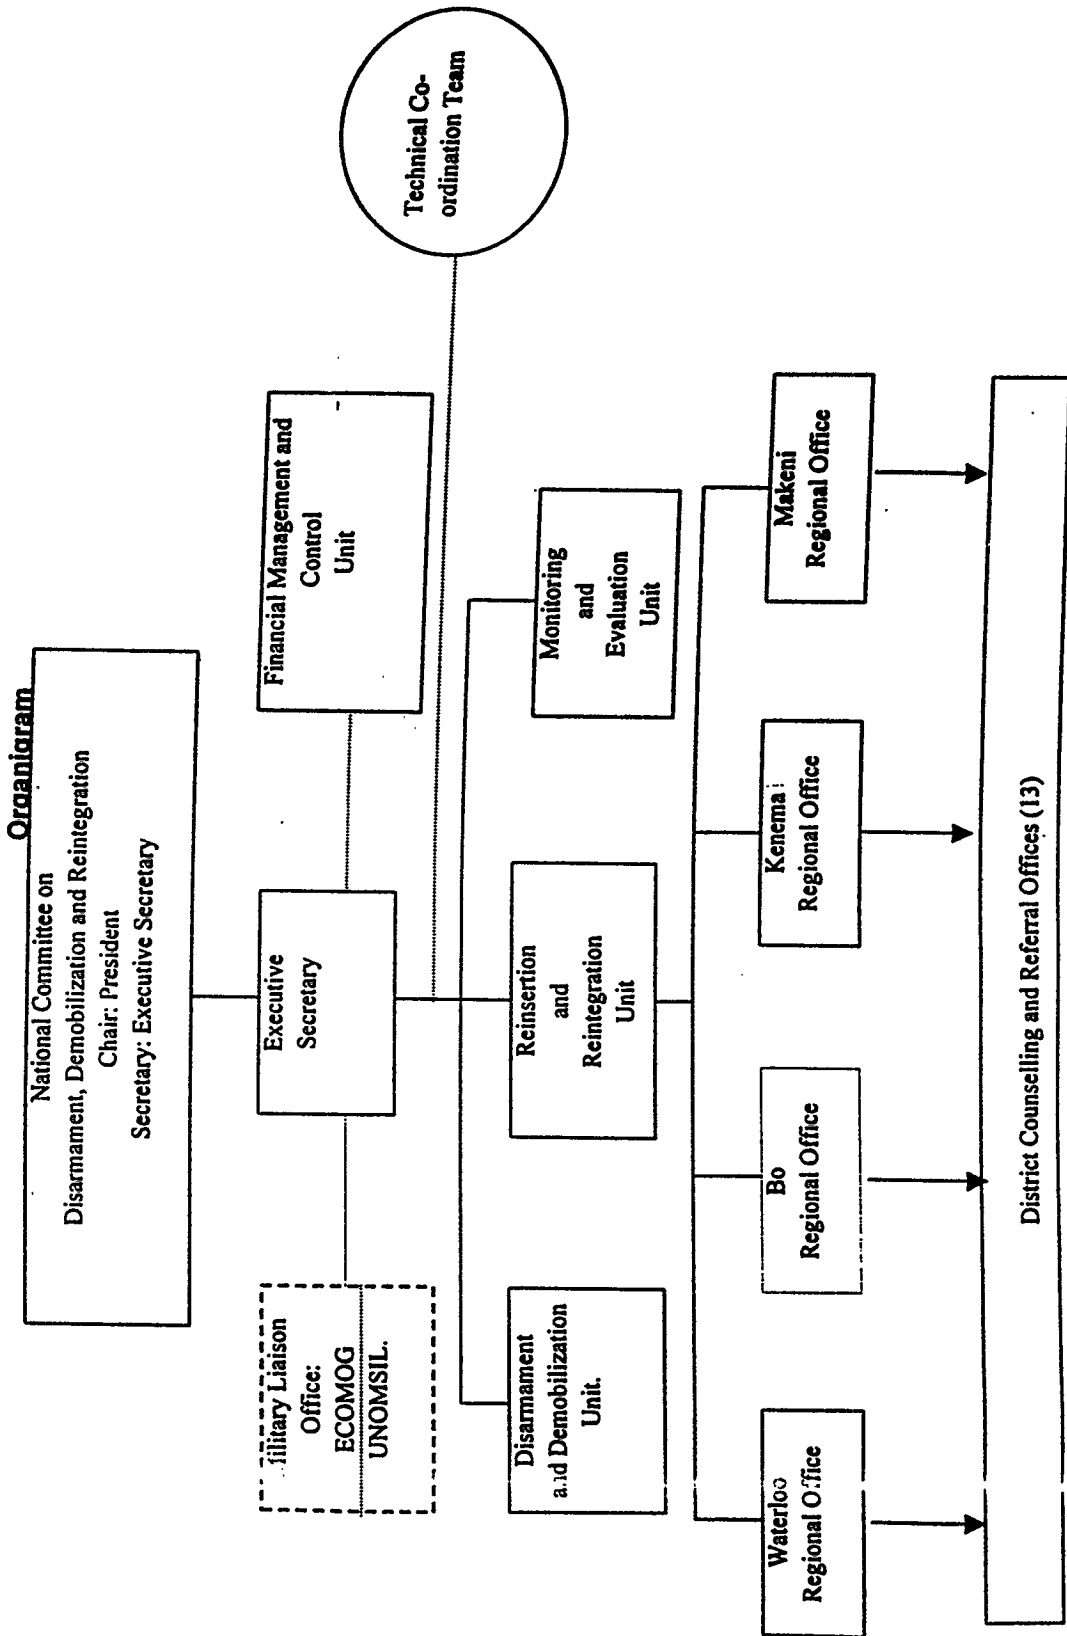 Organigram
National Committee on
Disarmament, Demobilization and Reintegration
Chair: President
Secretary: Executive Secretary
Military Liaison
Office:
ECOMOG
UNOMSIL.
Executive
Secretary
Financial Management and
Control
Unit
Technical Co-
ordination Team
Disarmament
and Demobilization
Unit.
Reinsertion
and
Reintegration
Unit
Monitoring
and
Evaluation
Unit
Waterloo
Regional Office
Bo
Regional Office
Kenema
Regional Office
Makeni
Regional Office
District Counselling and Referral Offices (13)